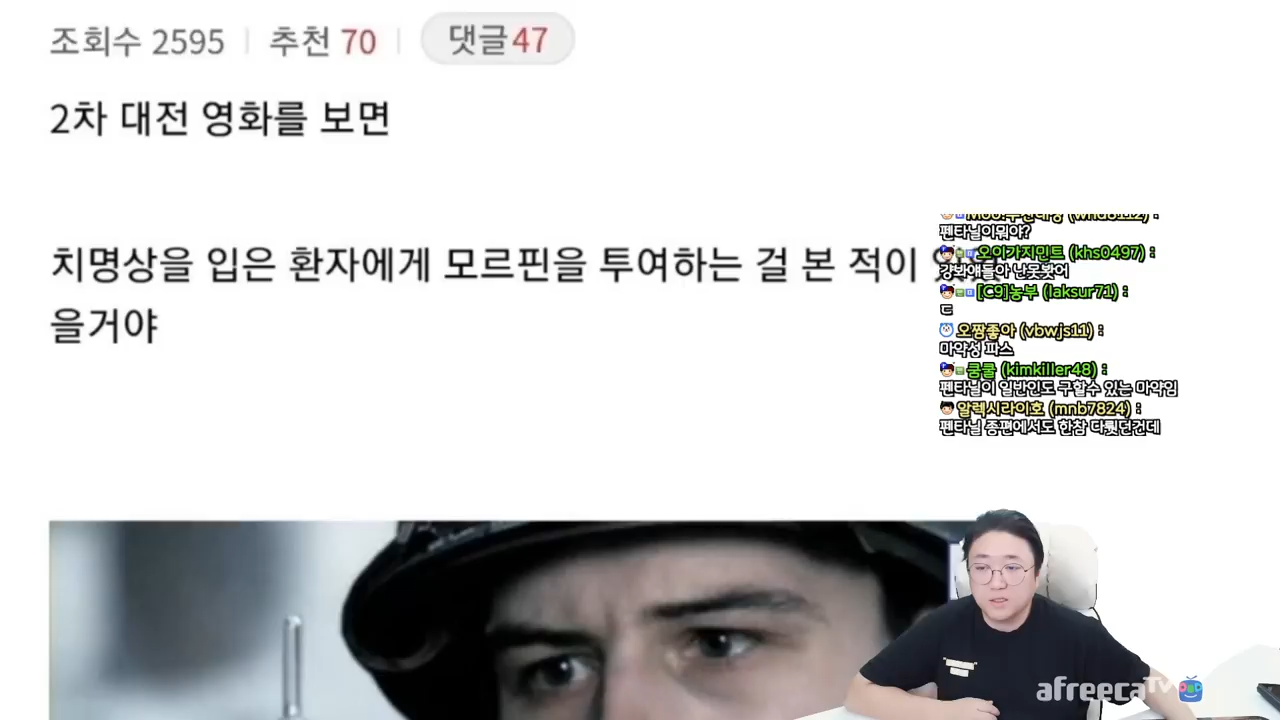 조회수 2595 추천 70 댓글 47
2차 대전 영화를 보면
치명상을 입은 환자에게 모르핀을 투여하는 걸 본 적이
을거야
펜타닐이뭐야?
오이가지민트 (khs0497) :
걍봐얘들아 난못봤어
[C9]농부 (laksur71) :
ㄷ
오짬좋아 (vbwjs11) :
마약성 파스
쿵쿨 (kimkiller48) :
펜타닐이 일반인도 구할수 있는 마약임
알렉시라이호 (mnb7824) :
펜타닐 종편에서도 한참 다뤘던건데
afreecaTV